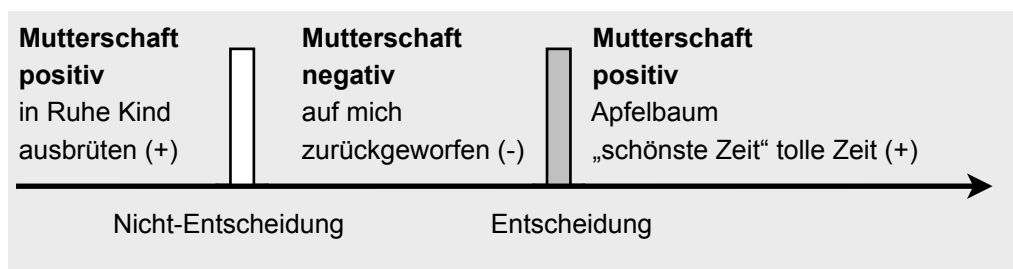 Mutterschaft
positiv
in Ruhe Kind
ausbrüten (+)
Mutterschaft
negativ
auf mich
zurückgeworfen (-)
Mutterschaft
positiv
Apfelbaum
„schönste Zeit“ tolle Zeit (+)
Nicht-Entscheidung
Entscheidung